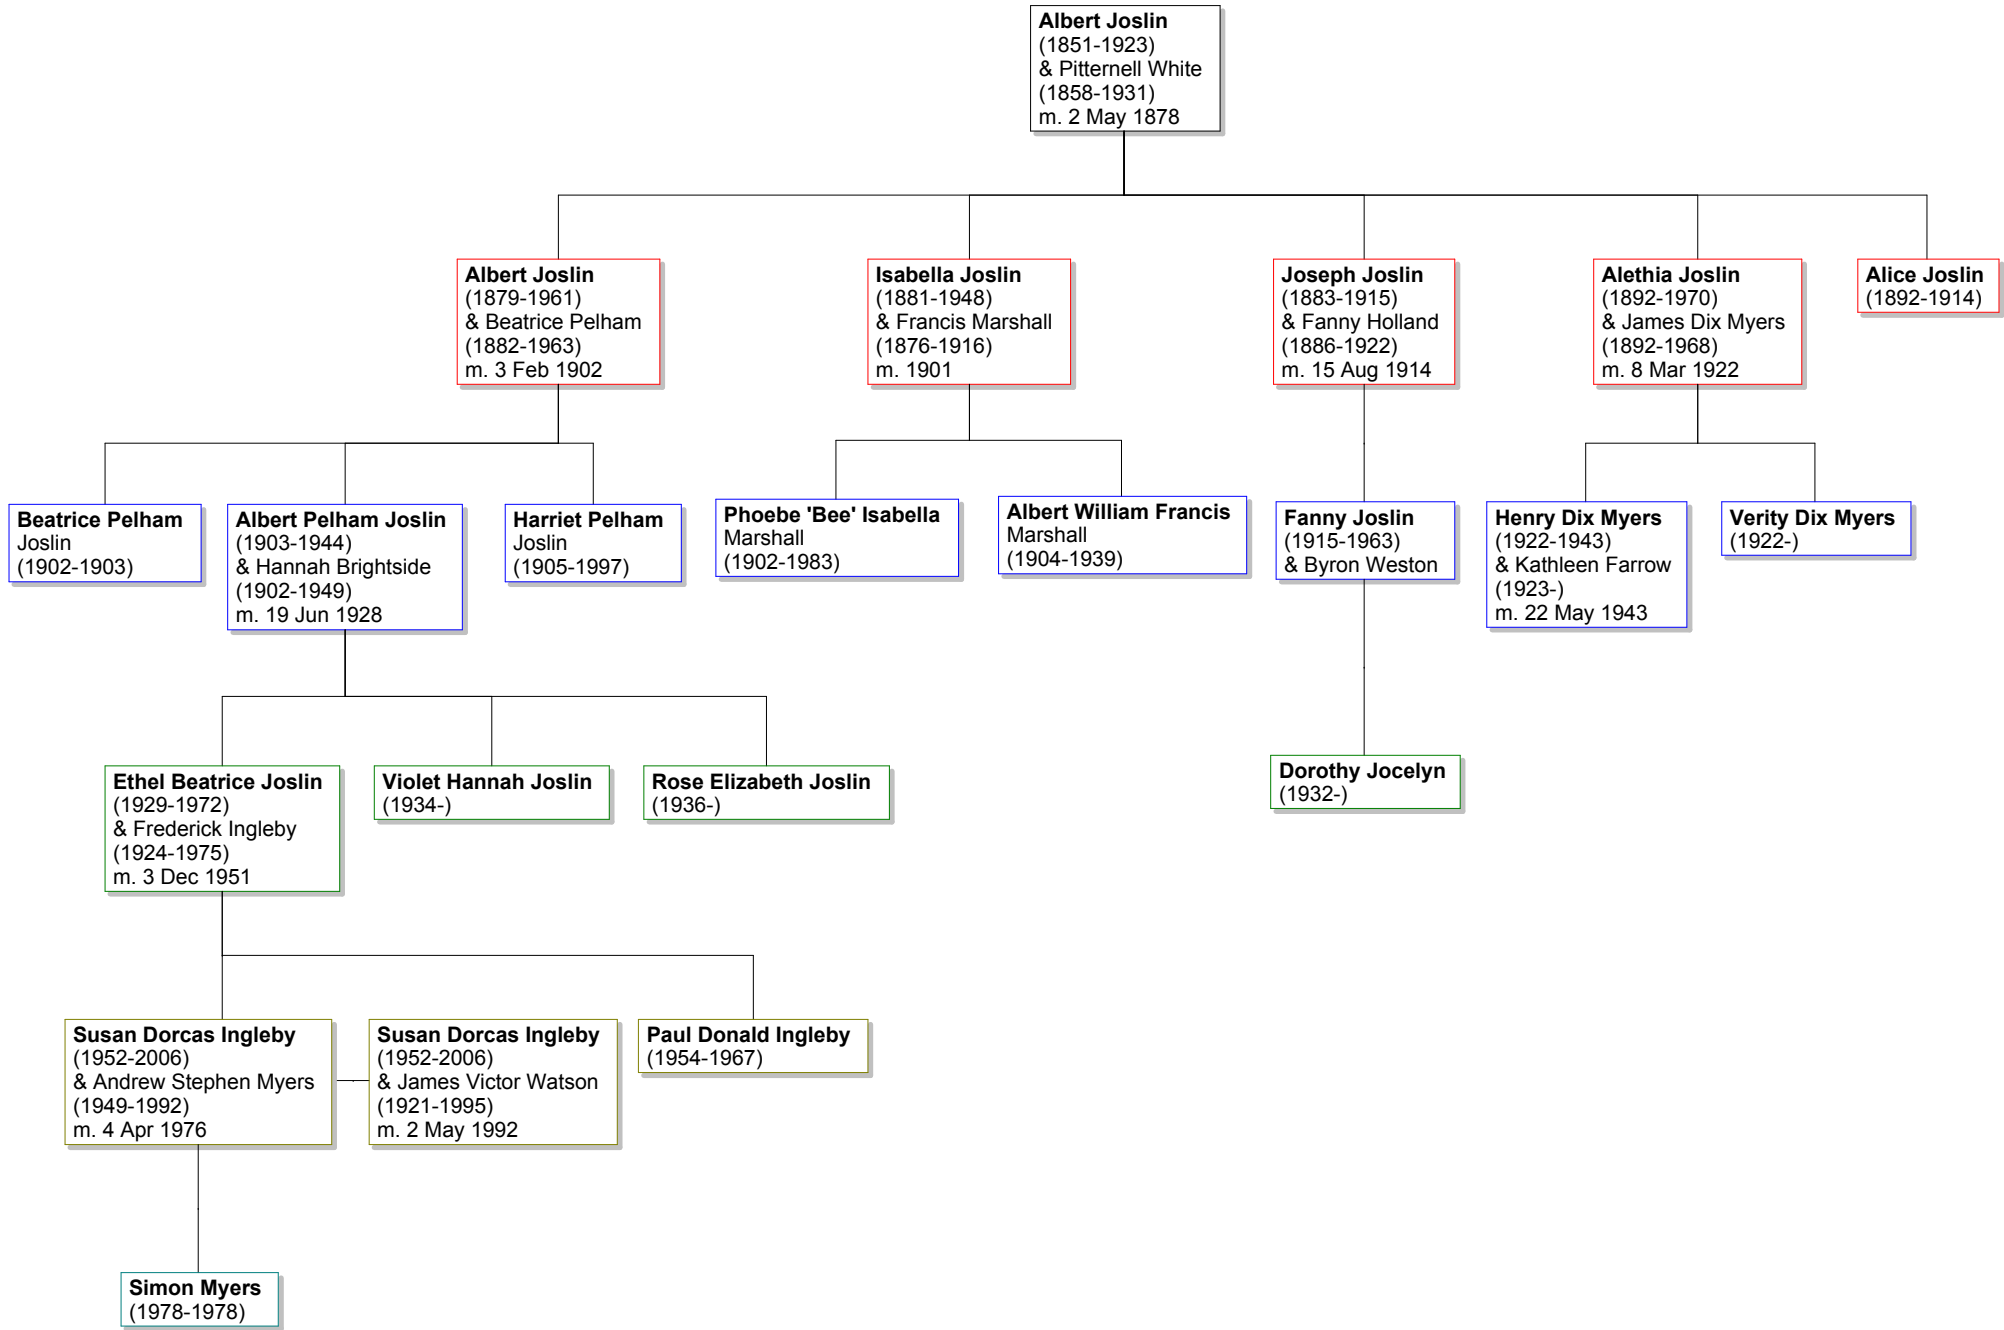 Albert Joslin
(1851-1923)
& Pitternell White
(1858-1931)
m. 2 May 1878
Albert Joslin
(1879-1961)
& Beatrice Pelham
(1882-1963)
m. 3 Feb 1902
Isabella Joslin
(1881-1948)
& Francis Marshall
(1876-1916)
m. 1901
Joseph Joslin
(1883-1915)
& Fanny Holland
(1886-1922)
m. 15 Aug 1914
Alethia Joslin
(1892-1970)
& James Dix Myers
(1892-1968)
m. 8 Mar 1922
Alice Joslin
(1892-1914)
Beatrice Pelham
Joslin
(1902-1903)
Albert Pelham Joslin
(1903-1944)
& Hannah Brightside
(1902-1949)
m. 19 Jun 1928
Harriet Pelham
Joslin
(1905-1997)
Phoebe 'Bee' Isabella
Marshall
(1902-1983)
Albert William Francis
Marshall
(1904-1939)
Fanny Joslin
(1915-1963)
& Byron Weston
Henry Dix Myers
(1922-1943)
& Kathleen Farrow
(1923-)
m. 22 May 1943
Verity Dix Myers
(1922-)
Ethel Beatrice Joslin
(1929-1972)
& Frederick Ingleby
(1924-1975)
m. 3 Dec 1951
Violet Hannah Joslin
(1934-)
Rose Elizabeth Joslin
(1936-)
Dorothy Jocelyn
(1932-)
Susan Dorcas Ingleby
(1952-2006)
& Andrew Stephen Myers
(1949-1992)
m. 4 Apr 1976
Susan Dorcas Ingleby
(1952-2006)
& James Victor Watson
(1921-1995)
m. 2 May 1992
Paul Donald Ingleby
(1954-1967)
Simon Myers
(1978-1978)